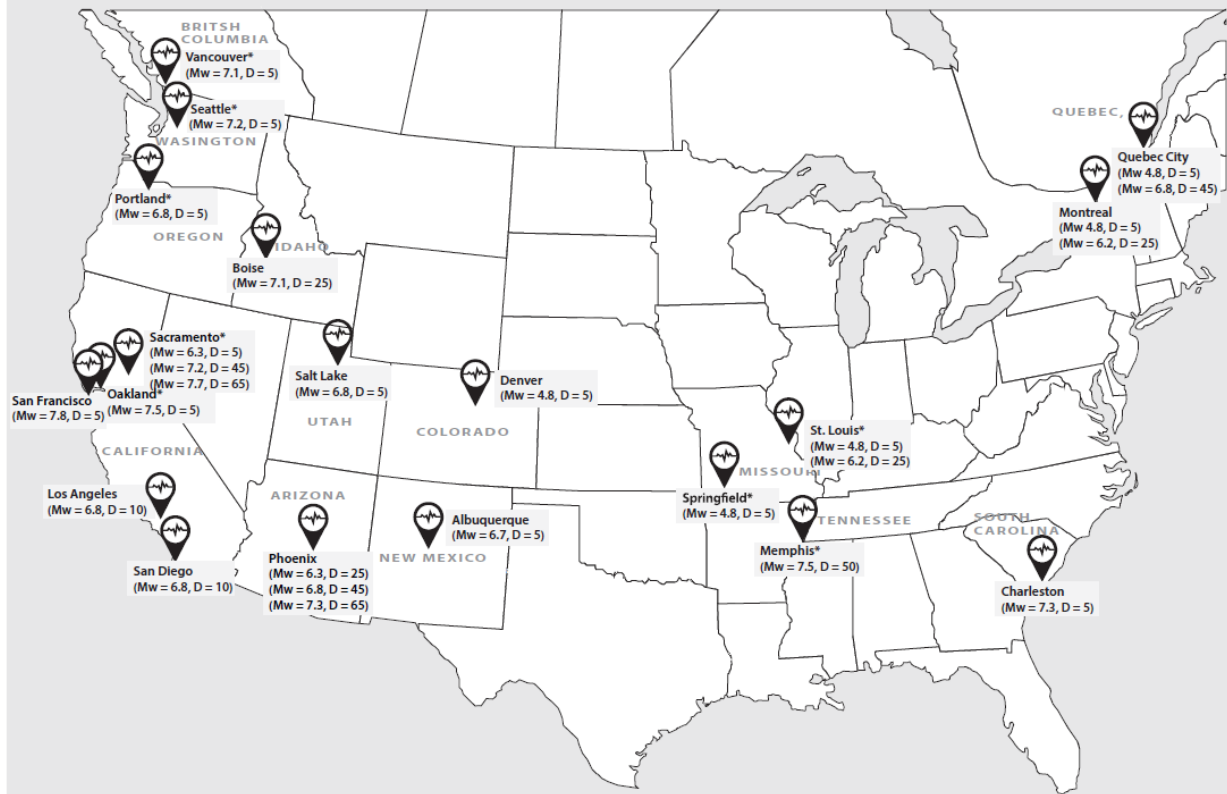 BRITSH
COLUMBIA
Vancouver*
(Mw = 7.1, D = 5)
Seattle*
(Mw = 7.2, D = 5)
WASINGTON
Portland*
(Mw = 6.8, D = 5)
OREGON
IDAHO
Boise
(Mw = 7.1, D = 25)
Sacramento*
(Mw = 6.3, D = 5)
(Mw = 7.2, D = 45)
(Mw = 7.7, D = 65)
San Francisco
(Mw = 7.8, D = 5)
Oakland*
(Mw = 7.5, D = 5)
CALIFORNIA
Salt Lake
(Mw = 6.8, D = 5)
UTAH
Denver
(Mw = 4.8, D = 5)
COLORADO
Los Angeles
(Mw = 6.8, D = 10)
San Diego
(Mw = 6.8, D = 10)
ARIZONA
Phoenix
(Mw = 6.3, D = 25)
(Mw = 6.8, D = 45)
(Mw = 7.3, D = 65)
Albuquerque
(Mw = 6.7, D = 5)
NEW MEXICO
St. Louis*
(Mw = 4.8, D = 5)
(Mw = 6.2, D = 25)
MISSOURI
Springfield*
(Mw = 4.8, D = 5)
TENNESSEE
Memphis*
(Mw = 7.5, D = 50)
SOUTH
CAROLINA
Charleston
(Mw = 7.3, D = 5)
QUEBEC,
Quebec City
(Mw 4.8, D = 5)
(Mw = 6.8, D = 45)
Montreal
(Mw 4.8, D = 5)
(Mw = 6.2, D = 25)